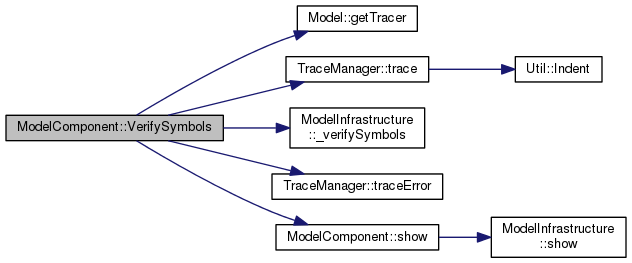 Model::getTracer
TraceManager::trace
Util::Indent
ModelComponent::VerifySymbols
ModelInfrastructure
::_verifySymbols
TraceManager::traceError
ModelComponent::show
ModelInfrastructure
::show